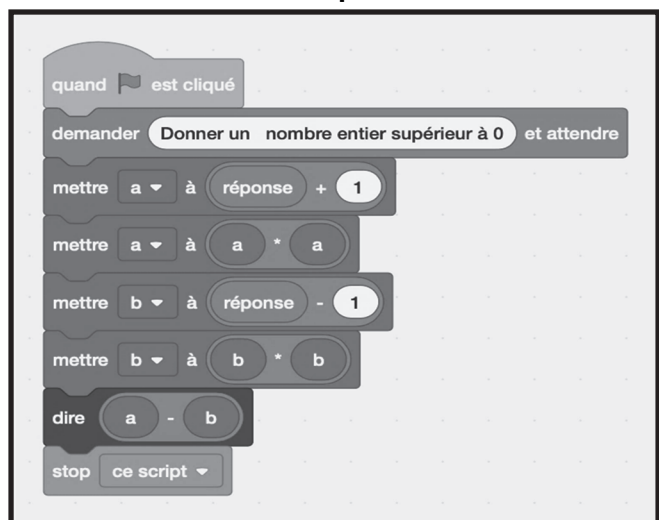 quand est cliqué
demander Donner un nombre entier supérieur à 0 et attendre
mettre a à réponse + 1
mettre a à a * a
mettre b à réponse - 1
mettre b à b * b
dire a - b
stop ce script